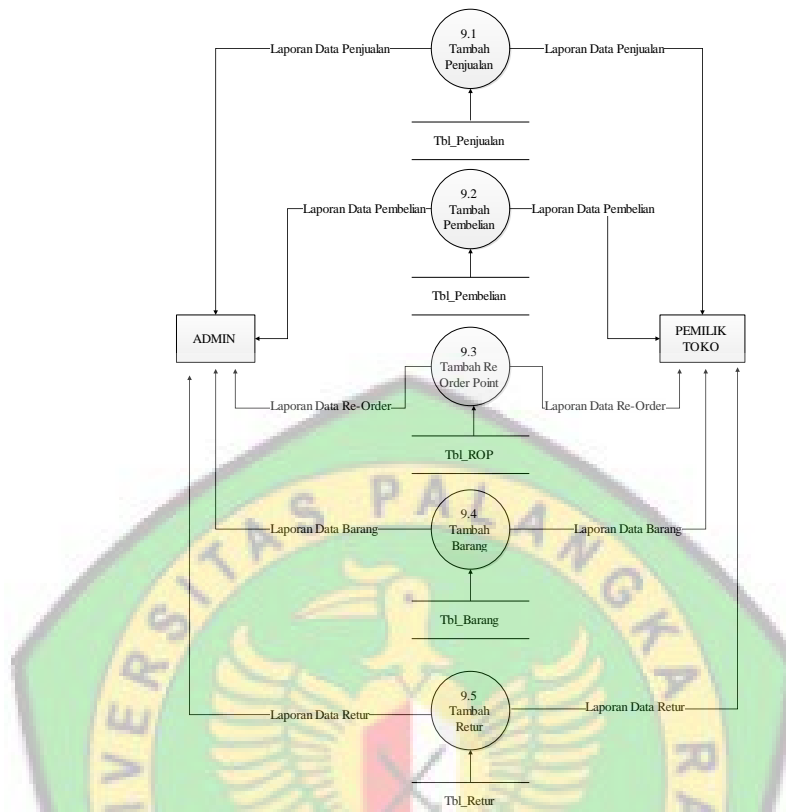 9.1
Laporan Data Penjualan
Tambah
Penjualan
Laporan Data Penjualan
Tbl_Penjualan
9.2
Laporan Data Pembelian
Tambah
Pembelian
Laporan Data Pembelian
Tbl_Pembelian
ADMIN
PEMILIK
TOKO
9.3
Tambah Re
Order Point
Laporan Data Re-Order
Laporan Data Re-Order
Tbl_ROP
9.4
Laporan Data Barang
Tambah
Barang
Laporan Data Barang
Tbl_Barang
9.5
Laporan Data Retur
Tambah
Retur
Laporan Data Retur
Tbl_Retur
VERSITAS PALANGKA RA